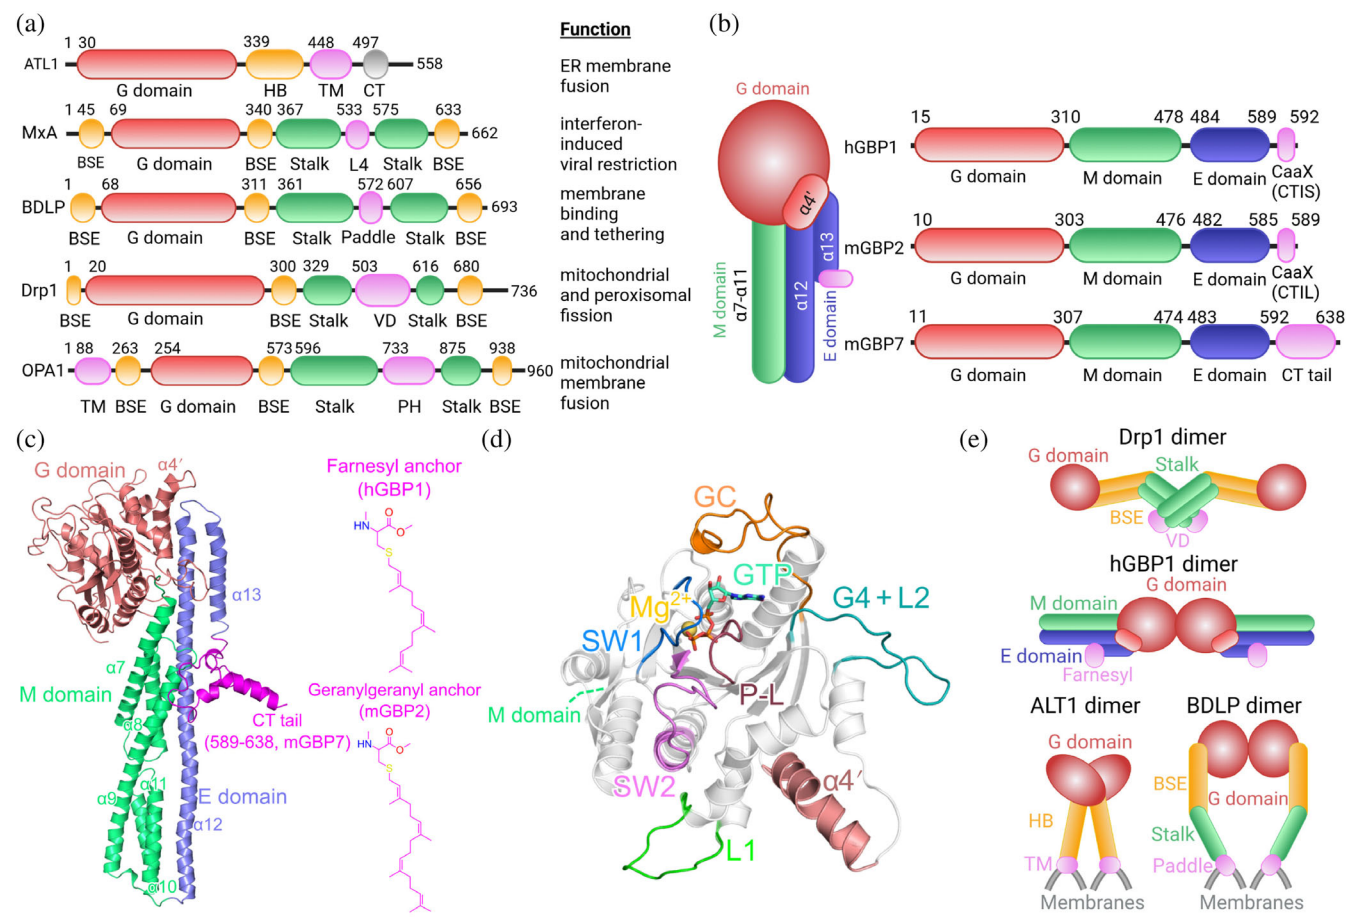 (a)
Function
1 30 339 448 497
ATL1 558
G domain HB TM CT
ER membrane
fusion
1 45 69 340 367 533 575 633
MxA 662
BSE G domain BSE Stalk L4 Stalk BSE
interferon-
induced
viral restriction
1 68 311 361 572 607 656
BDLP 693
BSE G domain BSE Stalk Paddle Stalk BSE
membrane
binding
and tethering
1 20 300 329 503 616 680
Drp1 736
BSE G domain BSE Stalk VD Stalk BSE
mitochondrial
and peroxisomal
fission
1 88 263 254 573 596 733 875 938
OPA1 960
TM BSE G domain BSE Stalk PH Stalk BSE
mitochondrial
membrane
fusion
(b)
G domain
α4'
α13
α12
M domain
α7-α11
E domain
15 310 478 484 589 592
hGBP1
G domain M domain E domain CaaX
(CTIS)
10 303 476 482 585 589
mGBP2
G domain M domain E domain CaaX
(CTIL)
11 307 474 483 592 638
mGBP7
G domain M domain E domain CT tail
(c)
G domain
α4′
α13
α7
M domain
α8
CT tail
(589-638, mGBP7)
α11
α9
E domain
α12
α10
Farnesyl anchor
(hGBP1)
HN
O
O
S
Geranylgeranyl anchor
(mGBP2)
HN
O
O
S
(d)
GC
GTP
Mg2+
G4 + L2
SW1
P-L
M domain
SW2
α4′
L1
(e)
Drp1 dimer
G domain
Stalk
BSE
VD
hGBP1 dimer
G domain
M domain
E domain
Farnesyl
ALT1 dimer
G domain
HB
TM
Membranes
BDLP dimer
BSE
G domain
Stalk
Paddle
Membranes